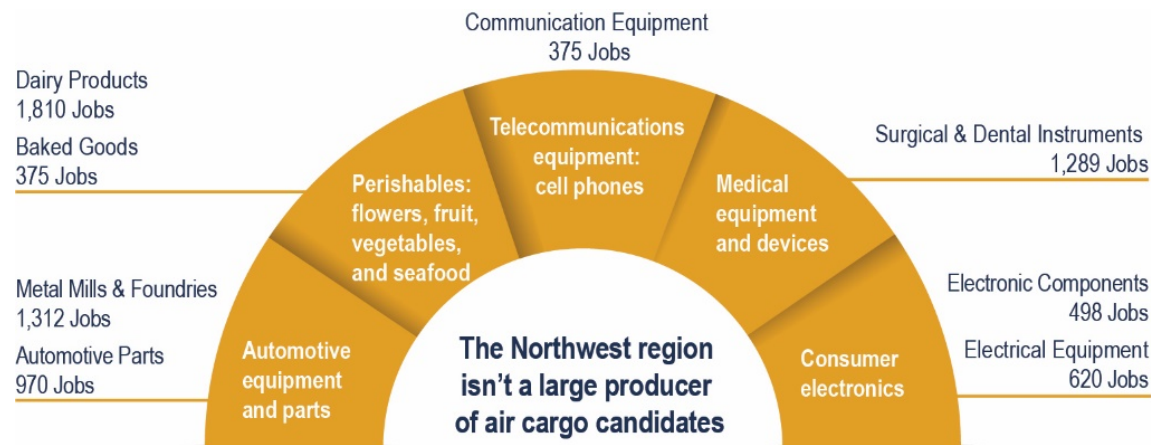 Communication Equipment
375 Jobs
Dairy Products
1,810 Jobs
Baked Goods
375 Jobs
Telecommunications
equipment:
cell phones
Surgical & Dental Instruments
1,289 Jobs
Perishables:
flowers, fruit,
vegetables,
and seafood
Medical
equipment
and devices
Metal Mills & Foundries
1,312 Jobs
Automotive Parts
970 Jobs
Automotive
equipment
and parts
The Northwest region
isn't a large producer
of air cargo candidates
Consumer
electronics
Electronic Components
498 Jobs
Electrical Equipment
620 Jobs